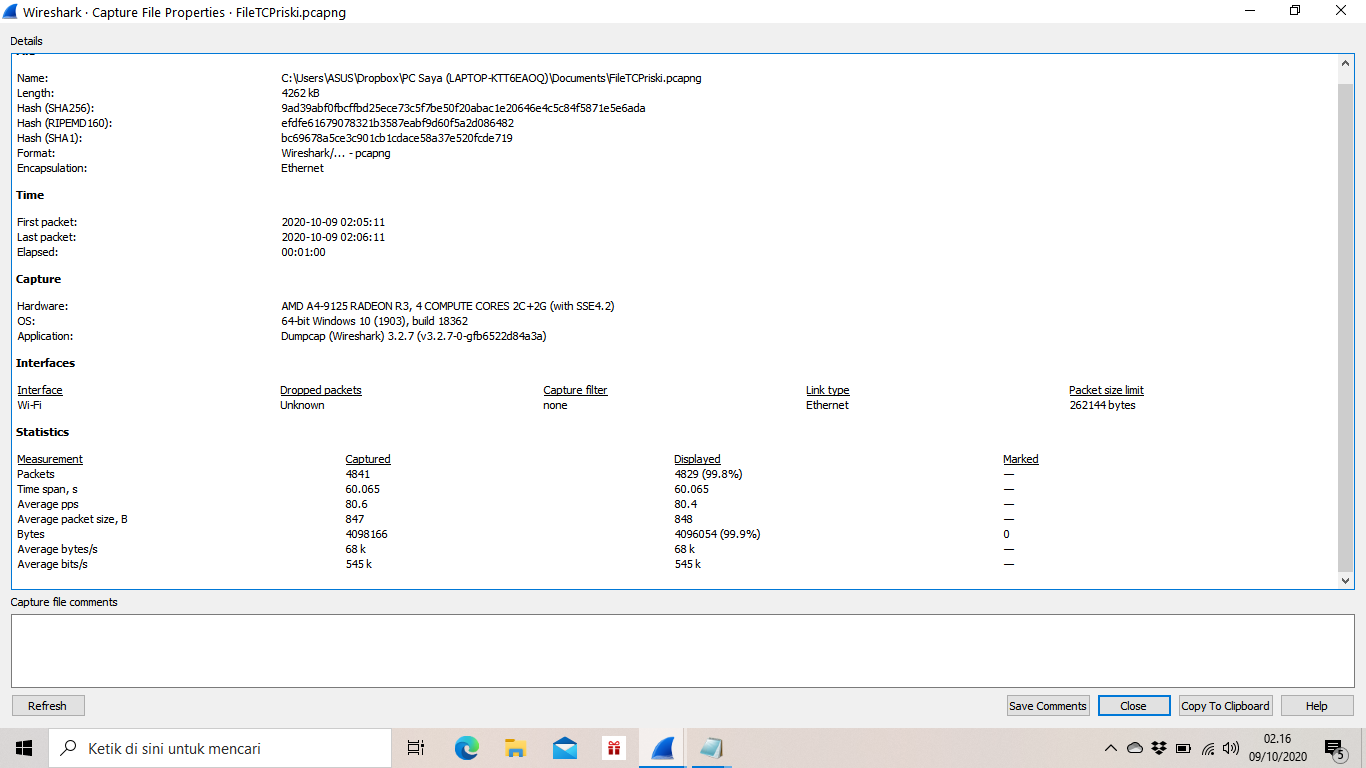 Wireshark · Capture File Properties · FileTCPriski.pcapng
Details
Name: C:\Users\ASUS\Dropbox\PC Saya (LAPTOP-KTT6EAOQ)\Documents\FileTCPriski.pcapng
Length: 4262 kB
Hash (SHA256): 9ad39abf0fbcffbd25ece73c5f7be50f20abac1e20646e4c5c84f5871e5e6ada
Hash (RIPEMD160): efdfe61679078321b3587eabf9d60f5a2d086482
Hash (SHA1): bc69678a5ce3c901cb1cdace58a37e520fcde719
Format: Wireshark/... - pcapng
Encapsulation: Ethernet
Time
First packet: 2020-10-09 02:05:11
Last packet: 2020-10-09 02:06:11
Elapsed: 00:01:00
Capture
Hardware: AMD A4-9125 RADEON R3, 4 COMPUTE CORES 2C+2G (with SSE4.2)
OS: 64-bit Windows 10 (1903), build 18362
Application: Dumpcap (Wireshark) 3.2.7 (v3.2.7-0-gfb6522d84a3a)
Interfaces
Interface Dropped packets Capture filter Link type Packet size limit
Wi-Fi Unknown none Ethernet 262144 bytes
Statistics
Measurement Captured Displayed Marked
Packets 4841 4829 (99.8%) —
Time span, s 60.065 60.065 —
Average pps 80.6 80.4 —
Average packet size, B 847 848 —
Bytes 4098166 4096054 (99.9%) 0
Average bytes/s 68 k 68 k —
Average bits/s 545 k 545 k —
Capture file comments
Refresh Save Comments Close Copy To Clipboard Help
Ketik di sini untuk mencari
02.16
09/10/2020
5